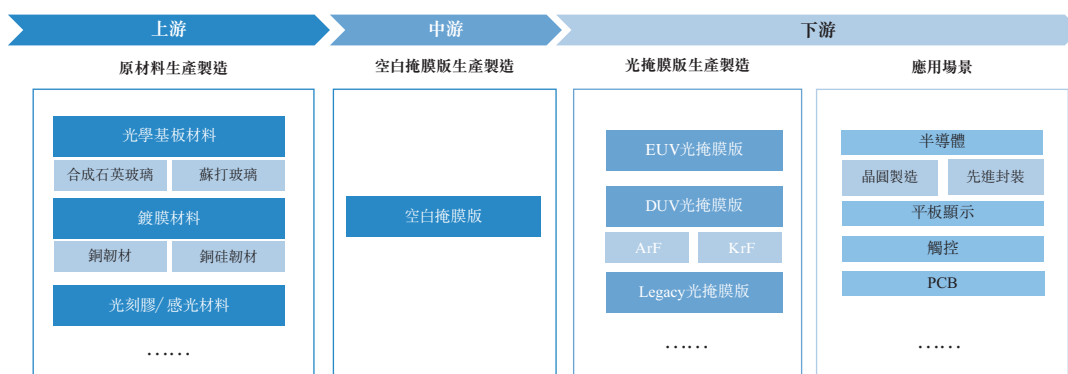 上游
中游
下游
原材料生產製造
空白掩膜版生產製造
光掩膜版生產製造
應用場景
光學基板材料
合成石英玻璃
蘇打玻璃
鍍膜材料
銅韌材
銅硅韌材
光刻膠/感光材料
……
空白掩膜版
EUV光掩膜版
DUV光掩膜版
ArF
KrF
Legacy光掩膜版
……
半導體
晶圓製造
先進封裝
平板顯示
觸控
PCB
……